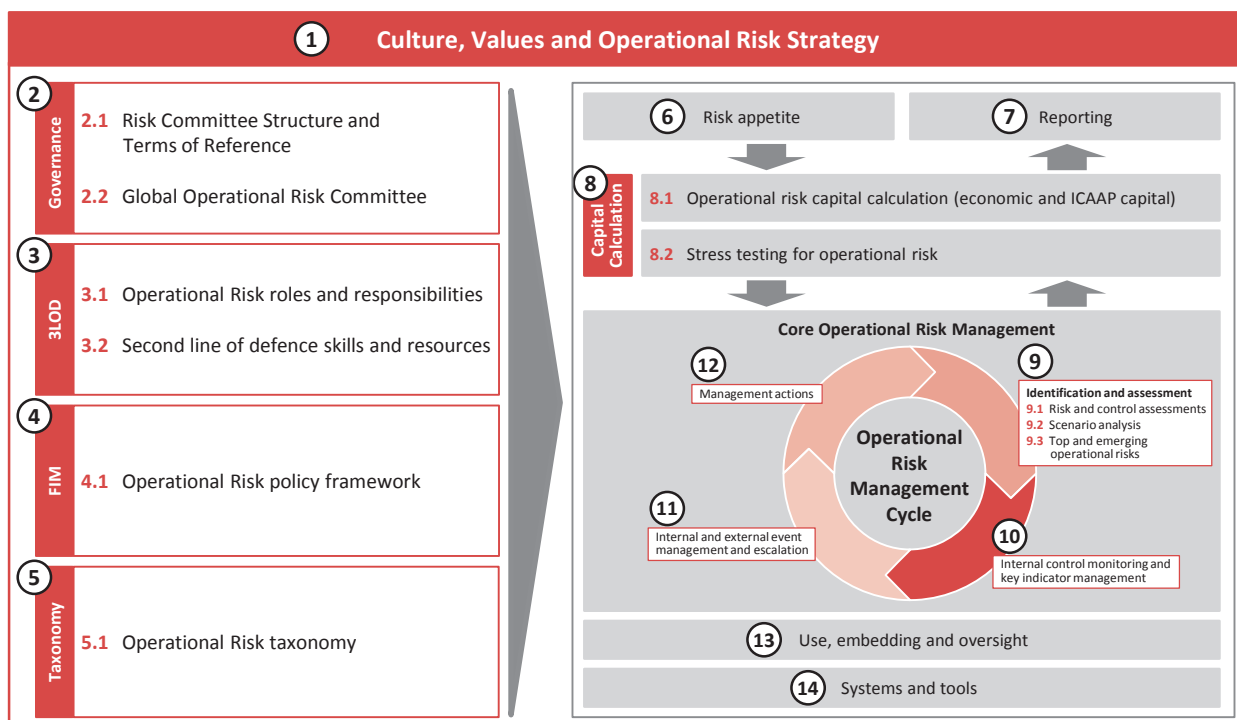 1 Culture, Values and Operational Risk Strategy
2
Governance
2.1 Risk Committee Structure and
Terms of Reference
2.2 Global Operational Risk Committee
3
3LOD
3.1 Operational Risk roles and responsibilities
3.2 Second line of defence skills and resources
4
FIM
4.1 Operational Risk policy framework
5
Taxonomy
5.1 Operational Risk taxonomy
6 Risk appetite
7 Reporting
8
Capital
Calculation
8.1 Operational risk capital calculation (economic and ICAAP capital)
8.2 Stress testing for operational risk
Core Operational Risk Management
Operational
Risk
Management
Cycle
9
Identification and assessment
9.1 Risk and control assessments
9.2 Scenario analysis
9.3 Top and emerging
operational risks
10
Internal control monitoring and
key indicator management
11
Internal and external event
management and escalation
12
Management actions
13 Use, embedding and oversight
14 Systems and tools